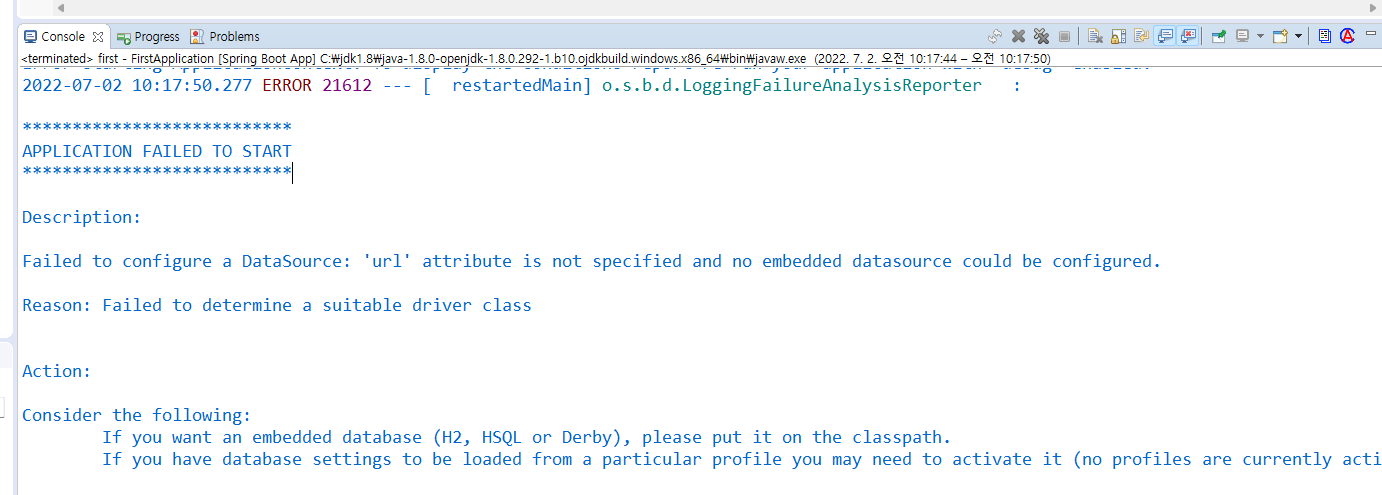 Console Progress Problems
<terminated> first - FirstApplication [Spring Boot App] C:₩jdk1.8₩java-1.8.0-openjdk-1.8.0.292-1.b10.ojdkbuild.windows.x86_64₩bin₩javaw.exe (2022. 7. 2. 오전 10:17:44 – 오전 10:17:50)
2022-07-02 10:17:50.277 ERROR 21612 --- [  restartedMain] o.s.b.d.LoggingFailureAnalysisReporter   :
***************************
APPLICATION FAILED TO START
***************************
Description:
Failed to configure a DataSource: 'url' attribute is not specified and no embedded datasource could be configured.
Reason: Failed to determine a suitable driver class
Action:
Consider the following:
If you want an embedded database (H2, HSQL or Derby), please put it on the classpath.
If you have database settings to be loaded from a particular profile you may need to activate it (no profiles are currently acti